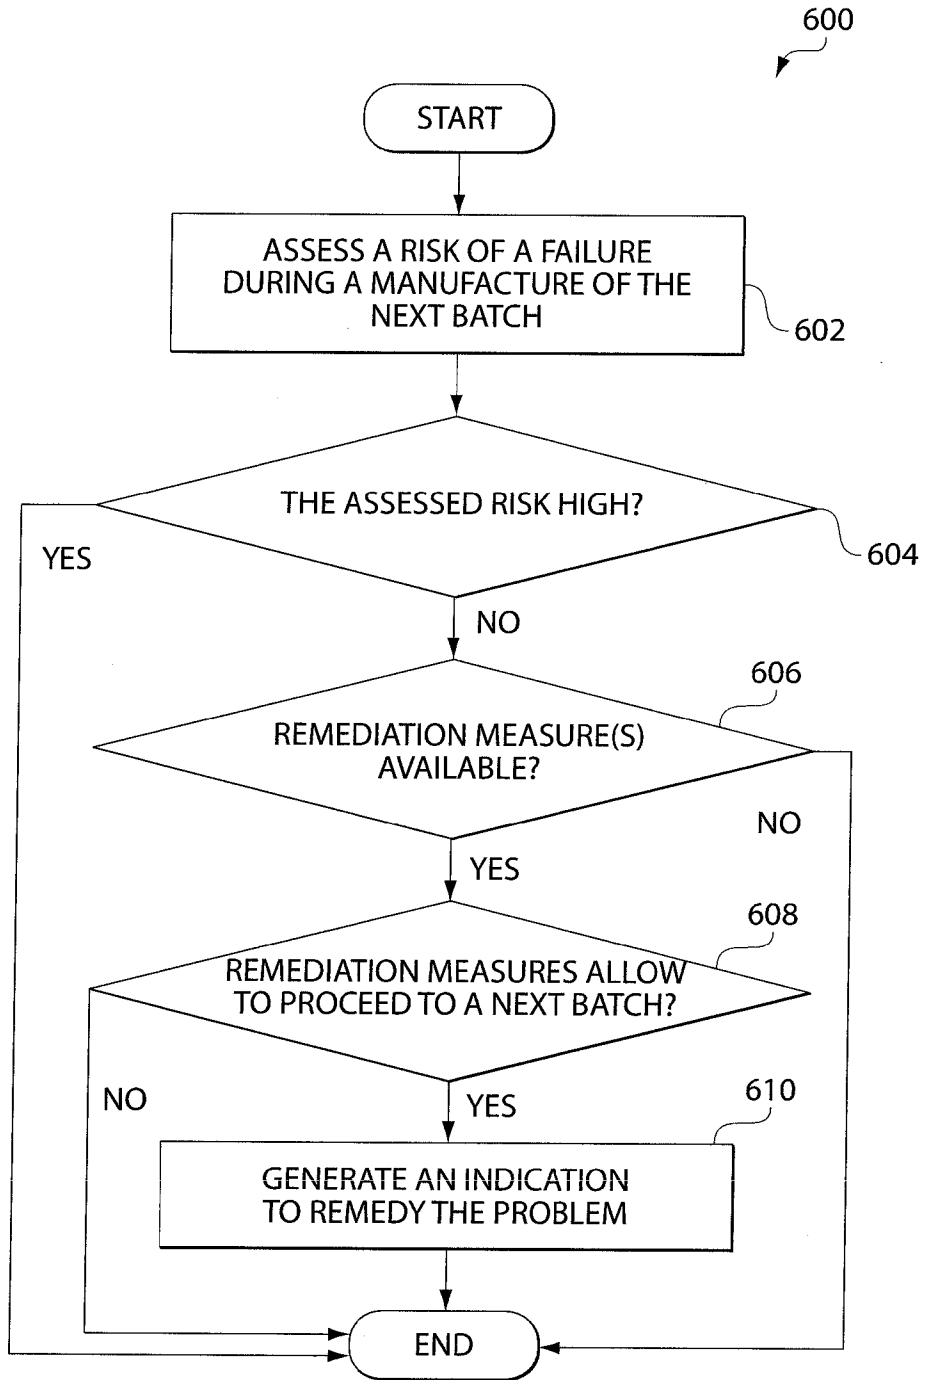 600
START
ASSESS A RISK OF A FAILURE
DURING A MANUFACTURE OF THE
NEXT BATCH
602
THE ASSESSED RISK HIGH?
604
YES
NO
606
REMEDIATION MEASURE(S)
AVAILABLE?
NO
YES
608
REMEDIATION MEASURES ALLOW
TO PROCEED TO A NEXT BATCH?
NO
YES
610
GENERATE AN INDICATION
TO REMEDY THE PROBLEM
END